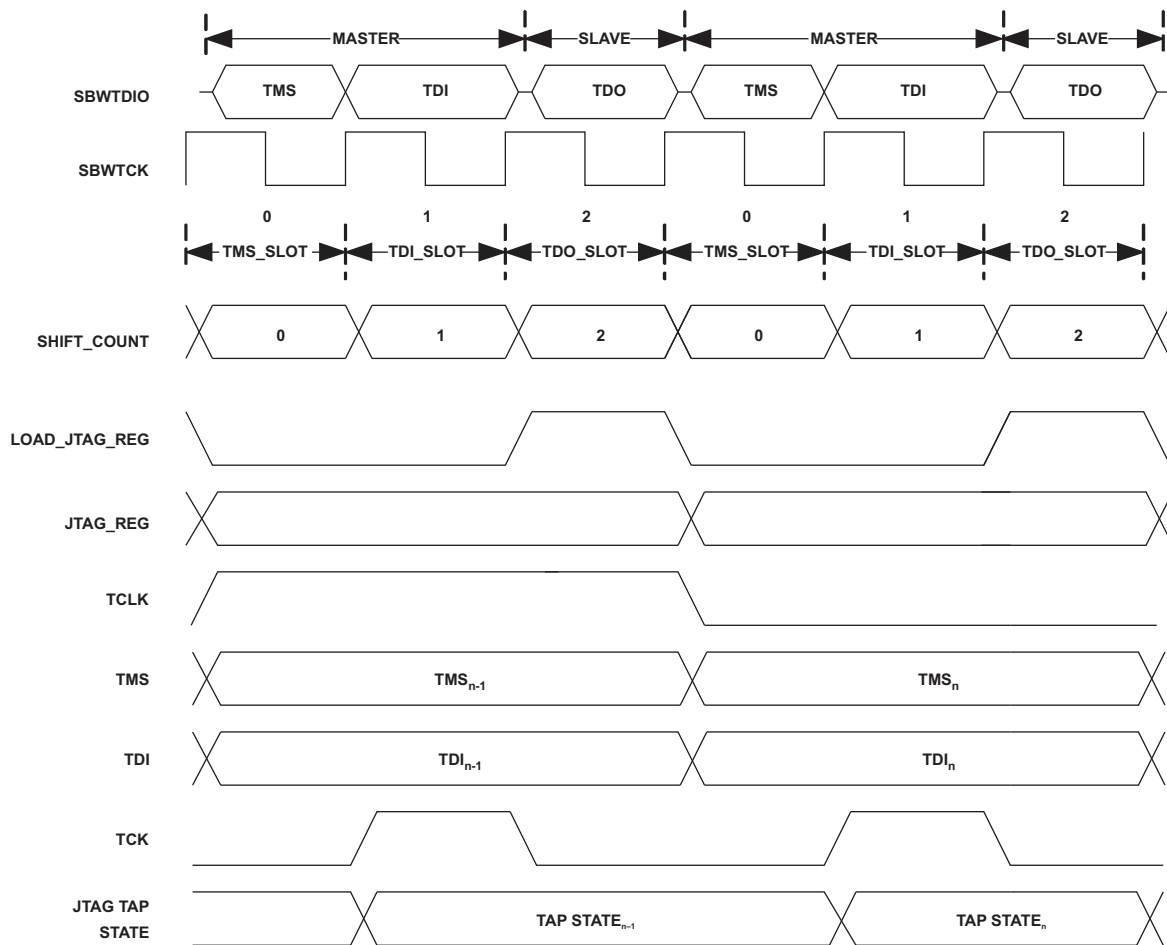 MASTER SLAVE MASTER SLAVE
SBWTDIO TMS TDI TDO TMS TDI TDO
SBWTCK
0 1 2 0 1 2
TMS_SLOT TDI_SLOT TDO_SLOT TMS_SLOT TDI_SLOT TDO_SLOT
SHIFT_COUNT 0 1 2 0 1 2
LOAD_JTAG_REG
JTAG_REG
TCLK
TMS TMSn-1 TMSn
TDI TDIn-1 TDIn
TCK
JTAG TAP
STATE TAP STATEn–1 TAP STATEn